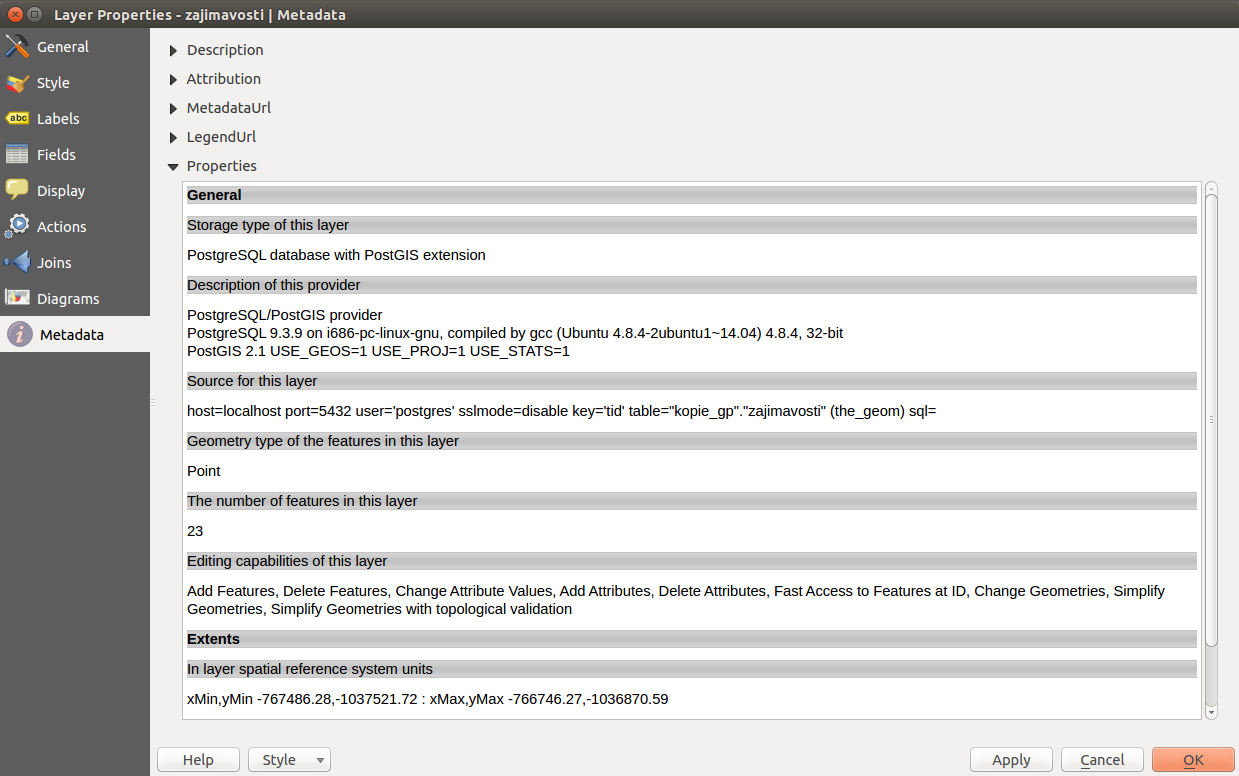 Layer Properties - zajimavosti | Metadata
General
Style
abc
Labels
Fields
Display
Actions
Joins
Diagrams
i
Metadata
Description
Attribution
MetadataUrl
LegendUrl
Properties
General
Storage type of this layer
PostgreSQL database with PostGIS extension
Description of this provider
PostgreSQL/PostGIS provider
PostgreSQL 9.3.9 on i686-pc-linux-gnu, compiled by gcc (Ubuntu 4.8.4-2ubuntu1~14.04) 4.8.4, 32-bit
PostGIS 2.1 USE_GEOS=1 USE_PROJ=1 USE_STATS=1
Source for this layer
host=localhost port=5432 user='postgres' sslmode=disable key='tid' table="kopie_gp"."zajimavosti" (the_geom) sql=
Geometry type of the features in this layer
Point
The number of features in this layer
23
Editing capabilities of this layer
Add Features, Delete Features, Change Attribute Values, Add Attributes, Delete Attributes, Fast Access to Features at ID, Change Geometries, Simplify
Geometries, Simplify Geometries with topological validation
Extents
In layer spatial reference system units
xMin,yMin -767486.28,-1037521.72 : xMax,yMax -766746.27,-1036870.59
Help
Style
Apply
Cancel
OK